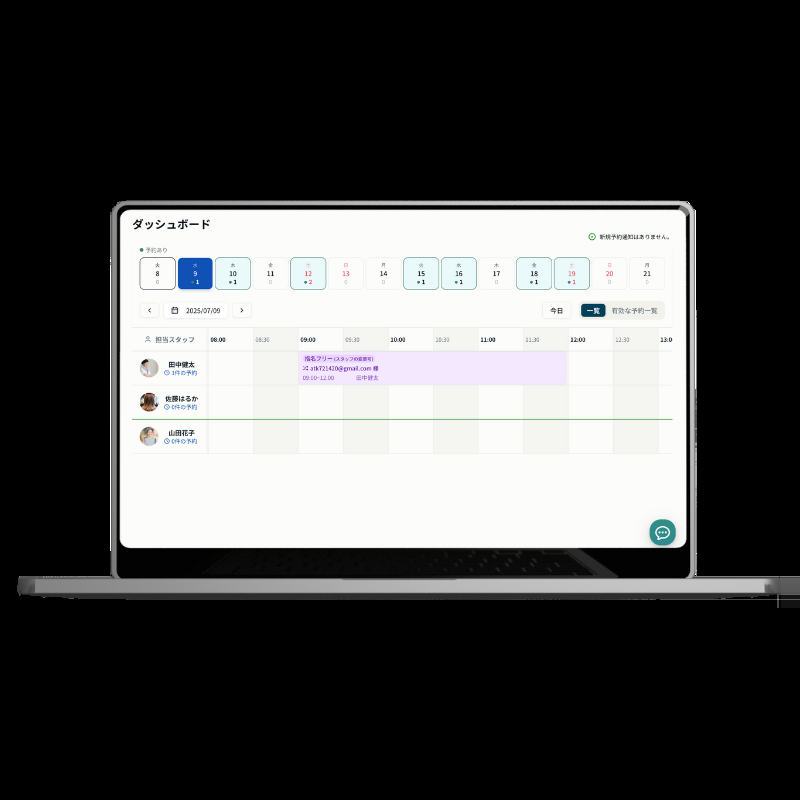 ダッシュボード
新規予約通知はありません。
予約あり
火 水 木 金 土 日 月 火 水 木 金 土 日 月
8 9 10 11 12 13 14 15 16 17 18 19 20 21
0 1 1 0 2 0 0 1 1 0 1 1 0 0
2025/07/09 今日 一覧 有効な予約一覧
担当スタッフ 08:00 08:30 09:00 09:30 10:00 10:30 11:00 11:30 12:00 12:30 13:0
指名フリー(スタッフの変更可)
田中健太 atk721420@gmail.com 様
1件の予約 09:00~12:00 田中健太
佐藤はるか
0件の予約
山田花子
0件の予約